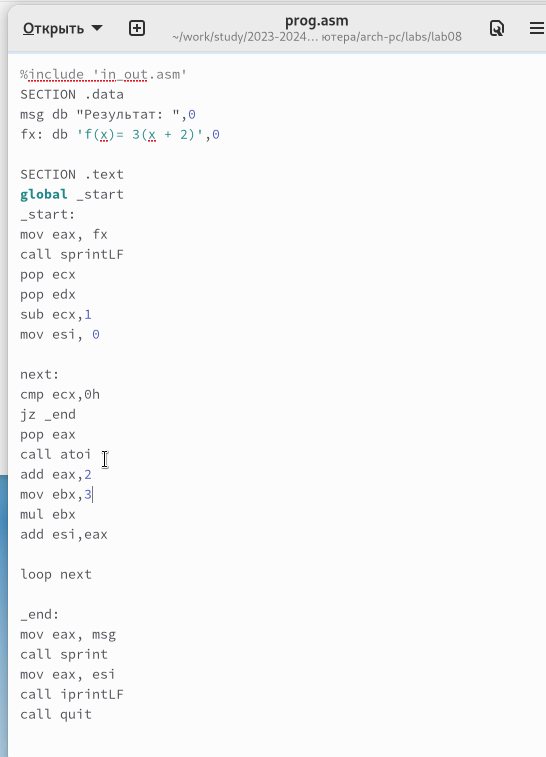 Открыть
prog.asm
~/work/study/2023-2024... ютера/arch-pc/labs/lab08
%include 'in_out.asm'
SECTION .data
msg db "Результат: ",0
fx: db 'f(x)= 3(x + 2)',0
SECTION .text
global _start
_start:
mov eax, fx
call sprintLF
pop ecx
pop edx
sub ecx,1
mov esi, 0
next:
cmp ecx,0h
jz _end
pop eax
call atoi
add eax,2
mov ebx,3
mul ebx
add esi,eax
loop next
_end:
mov eax, msg
call sprint
mov eax, esi
call iprintLF
call quit